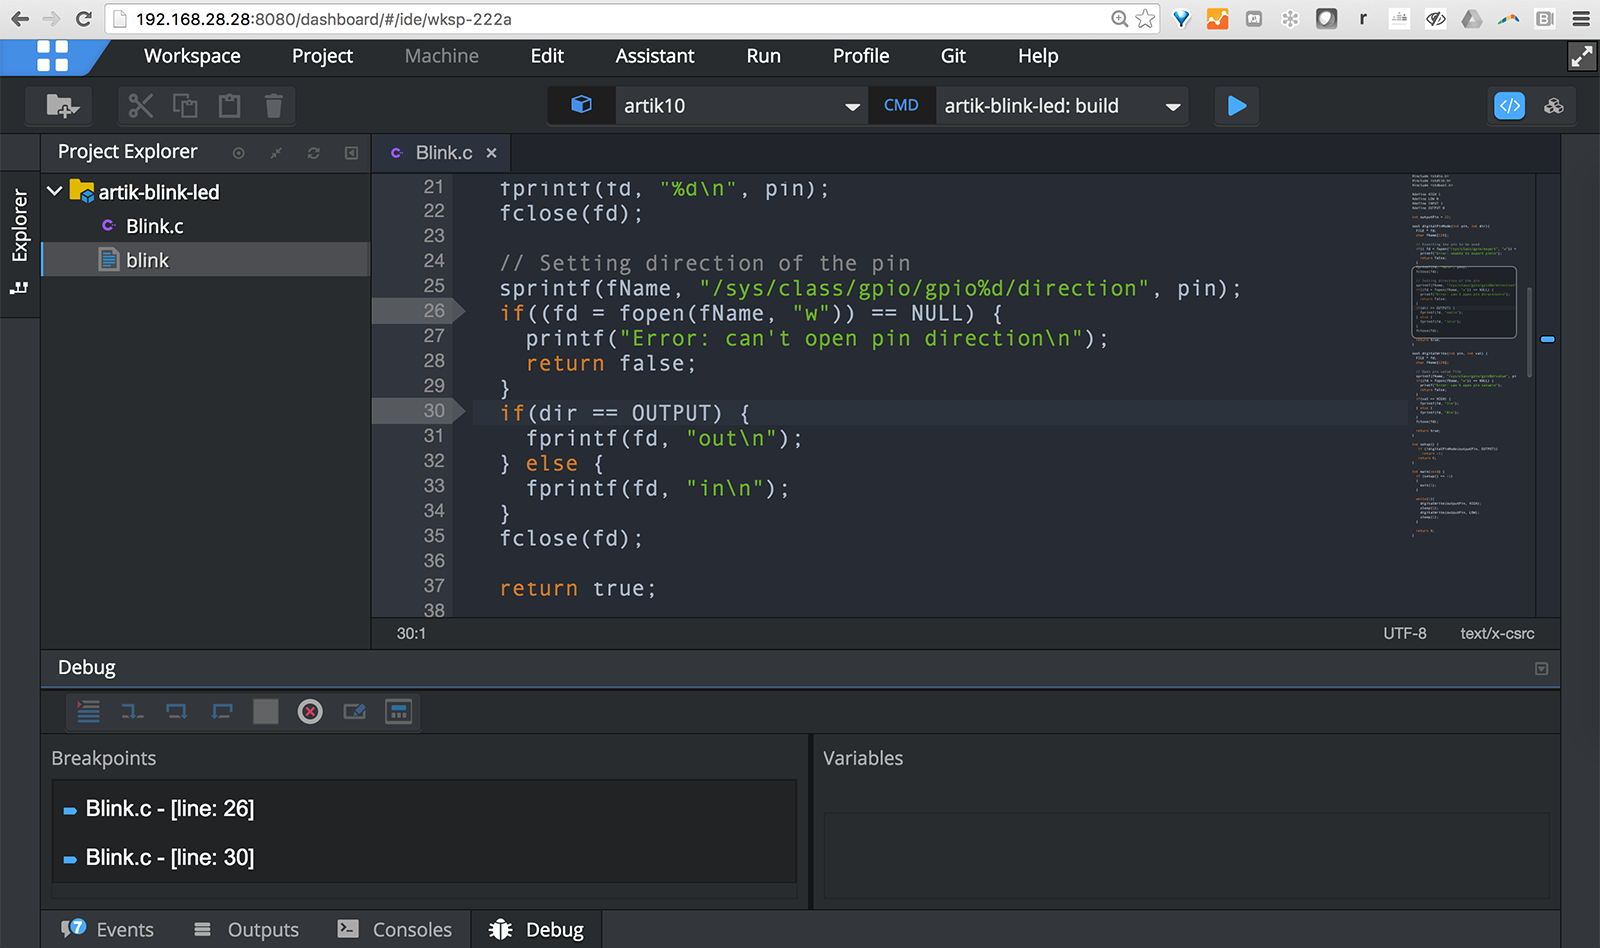 192.168.28.28:8080/dashboard/#/ide/wksp-222a
Workspace Project Machine Edit Assistant Run Profile Git Help
artik10 CMD artik-blink-led: build
Explorer
Project Explorer
artik-blink-led
Blink.c
blink
Blink.c ×
21 fprintf(fd, "%d\n", pin);
22 fclose(fd);
23
24 // Setting direction of the pin
25 sprintf(fName, "/sys/class/gpio/gpio%d/direction", pin);
26 if((fd = fopen(fName, "w")) == NULL) {
27 printf("Error: can't open pin direction\n");
28 return false;
29 }
30 if(dir == OUTPUT) {
31 fprintf(fd, "out\n");
32 } else {
33 fprintf(fd, "in\n");
34 }
35 fclose(fd);
36
37 return true;
38
30:1 UTF-8 text/x-csrc
Debug
Breakpoints
Blink.c - [line: 26]
Blink.c - [line: 30]
Variables
7 Events Outputs Consoles Debug